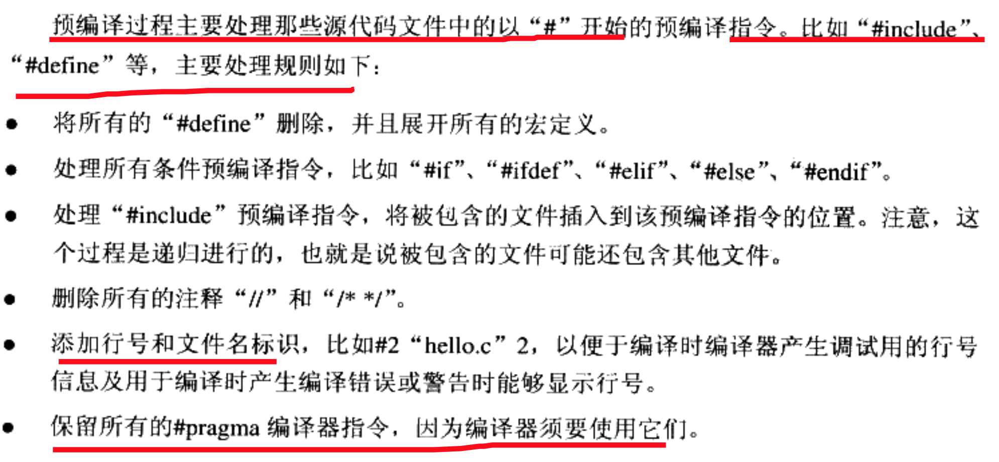 预编译过程主要处理那些源代码文件中的以“#”开始的预编译指令。比如“#include”、
“#define”等，主要处理规则如下：
● 将所有的“#define”删除，并且展开所有的宏定义。
● 处理所有条件预编译指令，比如“#if”、“#ifdef”、“#elif”、“#else”、“#endif”。
● 处理“#include”预编译指令，将被包含的文件插入到该预编译指令的位置。注意，这
个过程是递归进行的，也就是说被包含的文件可能还包含其他文件。
● 删除所有的注释“//”和“/* */”。
● 添加行号和文件名标识，比如#2“hello.c”2，以便于编译时编译器产生调试用的行号
信息及用于编译时产生编译错误或警告时能够显示行号。
● 保留所有的#pragma 编译器指令，因为编译器须要使用它们。